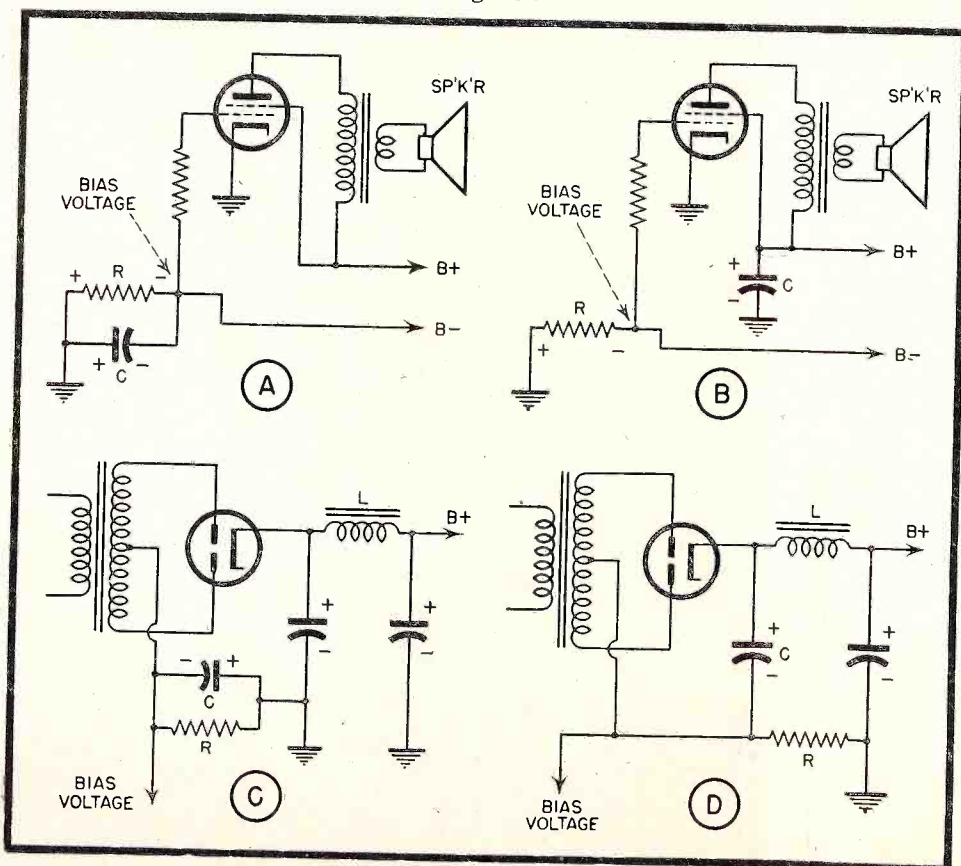 SP'K'R
BIAS
VOLTAGE
+ R -
+ C -
B+
B-
A
SP'K'R
BIAS
VOLTAGE
R
+ -
+
- C
B+
B-
B
L
B+
+
-
+
-
- +
C
R
BIAS
VOLTAGE
C
L
B+
+
C
-
+
-
R
BIAS
VOLTAGE
D